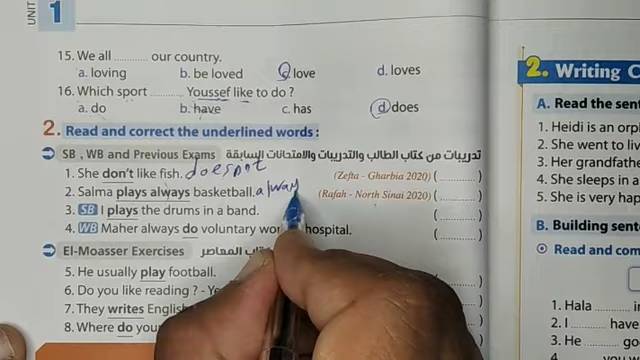 UNIT 1
15. We all ............ our country.
a. loving b. be loved c. love d. loves
16. Which sport ............ Youssef like to do ?
a. do b. have c. has d. does
2. Read and correct the underlined words :
SB , WB and Previous Exams تدريبات من كتاب الطالب والتدريبات والامتحانات السابقة
1. She don't like fish. doesnot (Zefta - Gharbia 2020) (............)
2. Salma plays always basketball. alway (Rafah - North Sinai 2020) (............)
3. SB I plays the drums in a band. (............)
4. WB Maher always do voluntary wo hospital. (............)
El-Moasser Exercises المعاصر
5. He usually play football.
6. Do you like reading ? - Ye
7. They writes English
8. Where do your
2. Writing C
A. Read the sent
1. Heidi is an orp
2. She went to liv
3. Her grandfathe
4. She sleeps in a
5. She is very hap
B. Building sente
Read and com
1. Hala in
2. I have
3. He go
4. you w